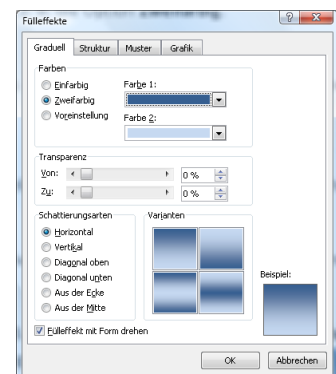 Option Zweifarbig.
Fülleffekte
Graduell Struktur Muster Grafik
Farben
Einfarbig Farbe 1:
Zweifarbig
Voreinstellung Farbe 2:
Transparenz
Von: 0 %
Zu: 0 %
Schattierungsarten Varianten
Horizontal
Vertikal
Diagonal oben
Diagonal unten
Aus der Ecke
Aus der Mitte
Beispiel:
Fülleffekt mit Form drehen
OK Abbrechen